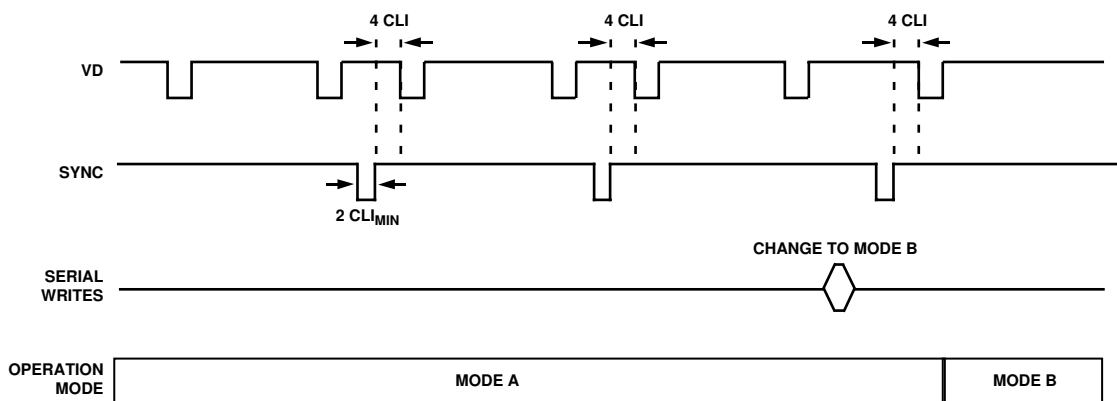 4 CLI 4 CLI 4 CLI
VD
SYNC
2 CLIMIN
CHANGE TO MODE B
SERIAL
WRITES
OPERATION
MODE
MODE A MODE B